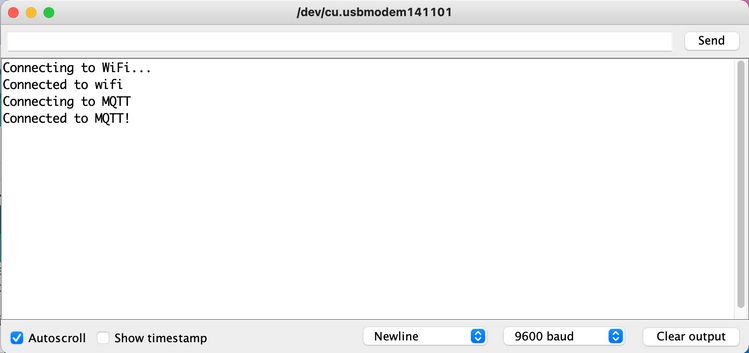 /dev/cu.usbmodem141101
Send
Connecting to WiFi...
Connected to wifi
Connecting to MQTT
Connected to MQTT!
Autoscroll Show timestamp Newline 9600 baud Clear output